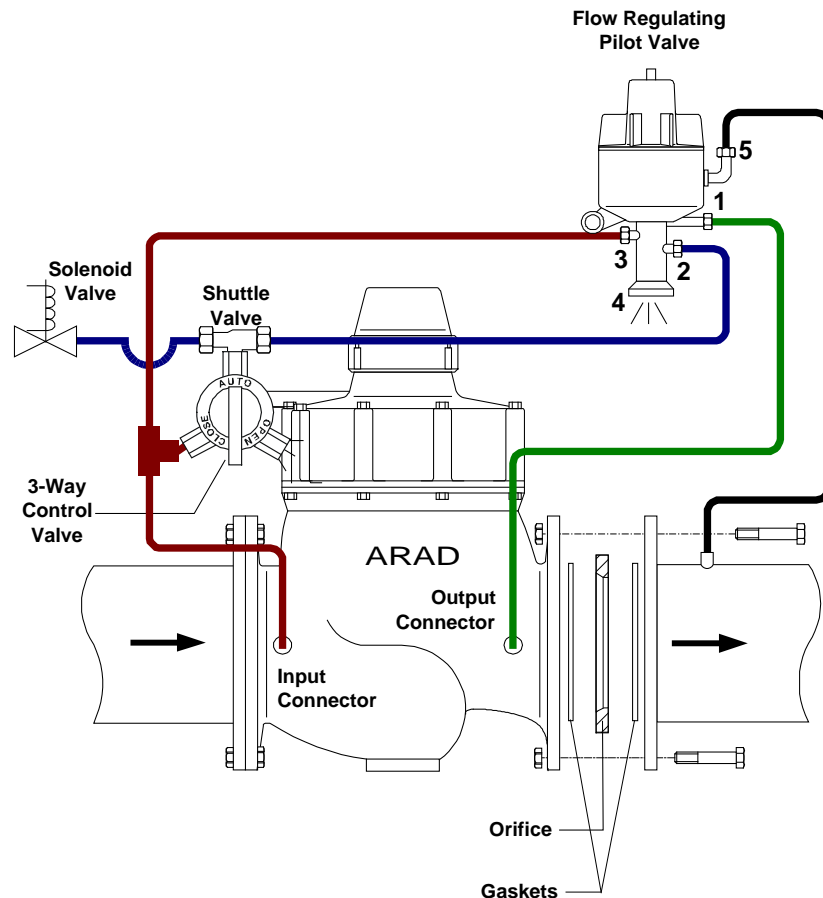 Flow Regulating
Pilot Valve
5
1
3
2
4
Solenoid
Valve
Shuttle
Valve
AUTO
CLOSE
OPEN
3-Way
Control
Valve
ARAD
Output
Connector
Input
Connector
Orifice
Gaskets